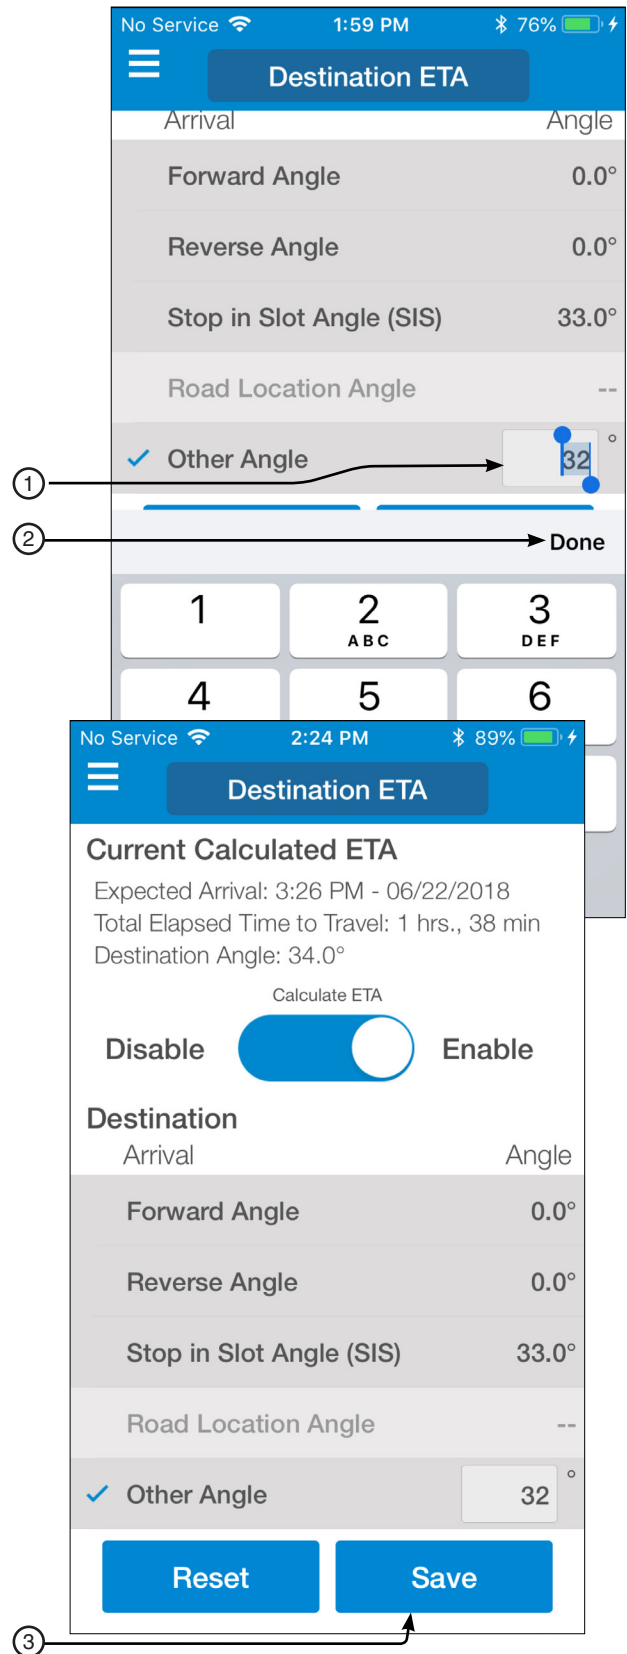 No Service 1:59 PM 76%
Destination ETA
Arrival Angle
Forward Angle 0.0°
Reverse Angle 0.0°
Stop in Slot Angle (SIS) 33.0°
Road Location Angle --
1 Other Angle 32 °
2 Done
1 2 3
ABC DEF
4 5 6
No Service 2:24 PM 89%
Destination ETA
Current Calculated ETA
Expected Arrival: 3:26 PM - 06/22/2018
Total Elapsed Time to Travel: 1 hrs., 38 min
Destination Angle: 34.0°
Calculate ETA
Disable Enable
Destination
Arrival Angle
Forward Angle 0.0°
Reverse Angle 0.0°
Stop in Slot Angle (SIS) 33.0°
Road Location Angle --
Other Angle 32 °
Reset Save
3